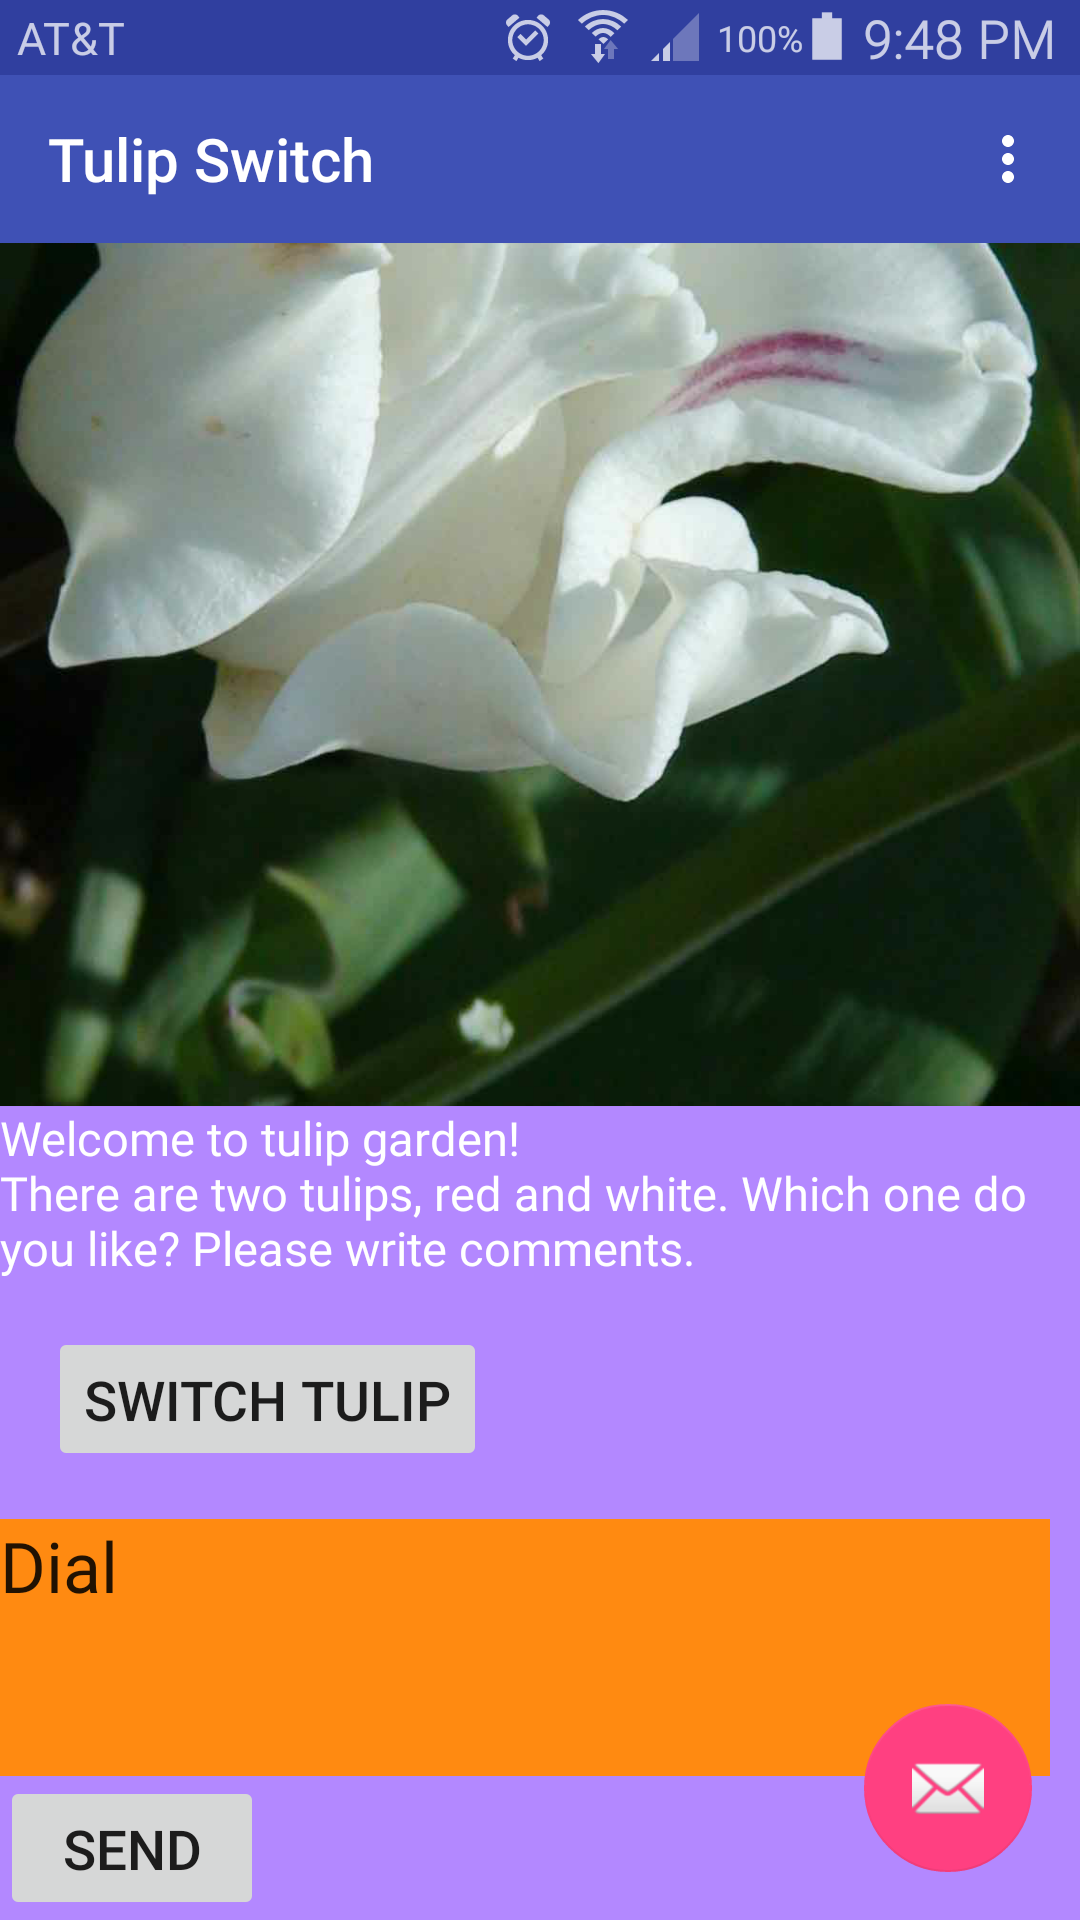 AT&T 100% 9:48 PM
Tulip Switch
Welcome to tulip garden!
There are two tulips, red and white. Which one do
you like? Please write comments.
SWITCH TULIP
Dial
SEND